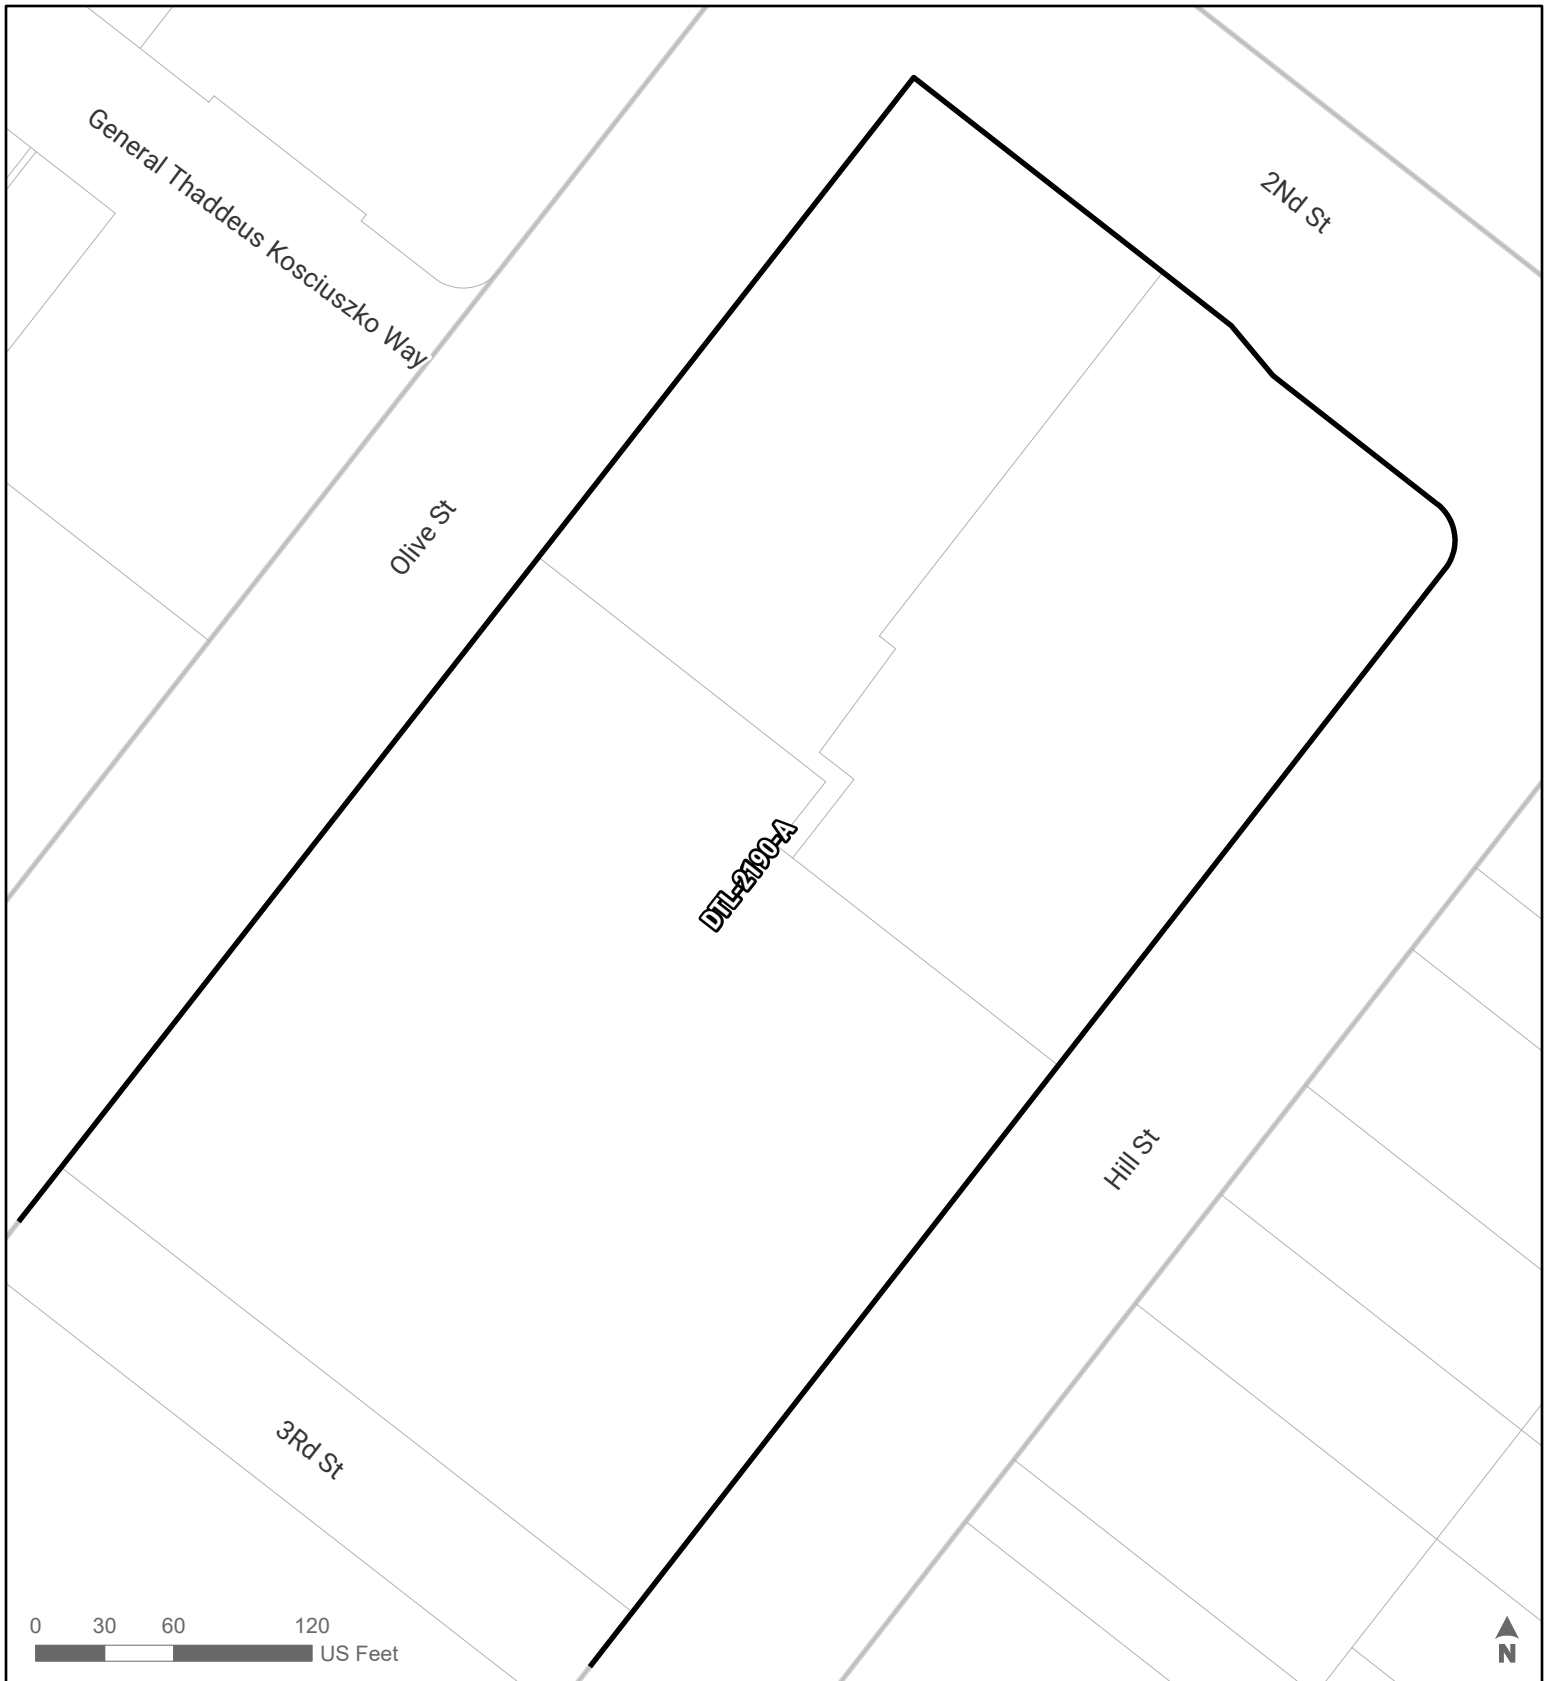 General Thaddeus Kosciuszko Way
2Nd St
Olive St
DTL-2190-A
Hill St
3Rd St
0 30 60 120
US Feet
N